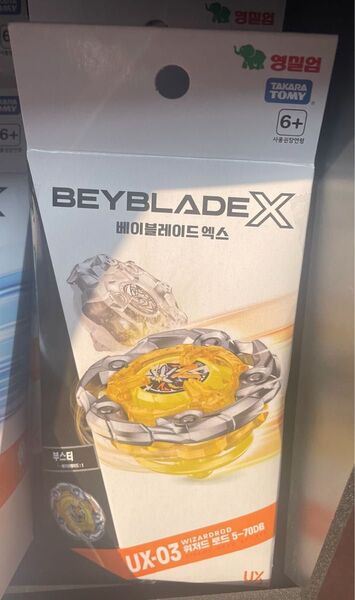 영실업
TAKARA
TOMY
6+
사용권장연령
BEYBLADE X
베이블레이드 엑스
부스터
UX-03 WIZARDROD
위저드 로드 5-70DB
UX